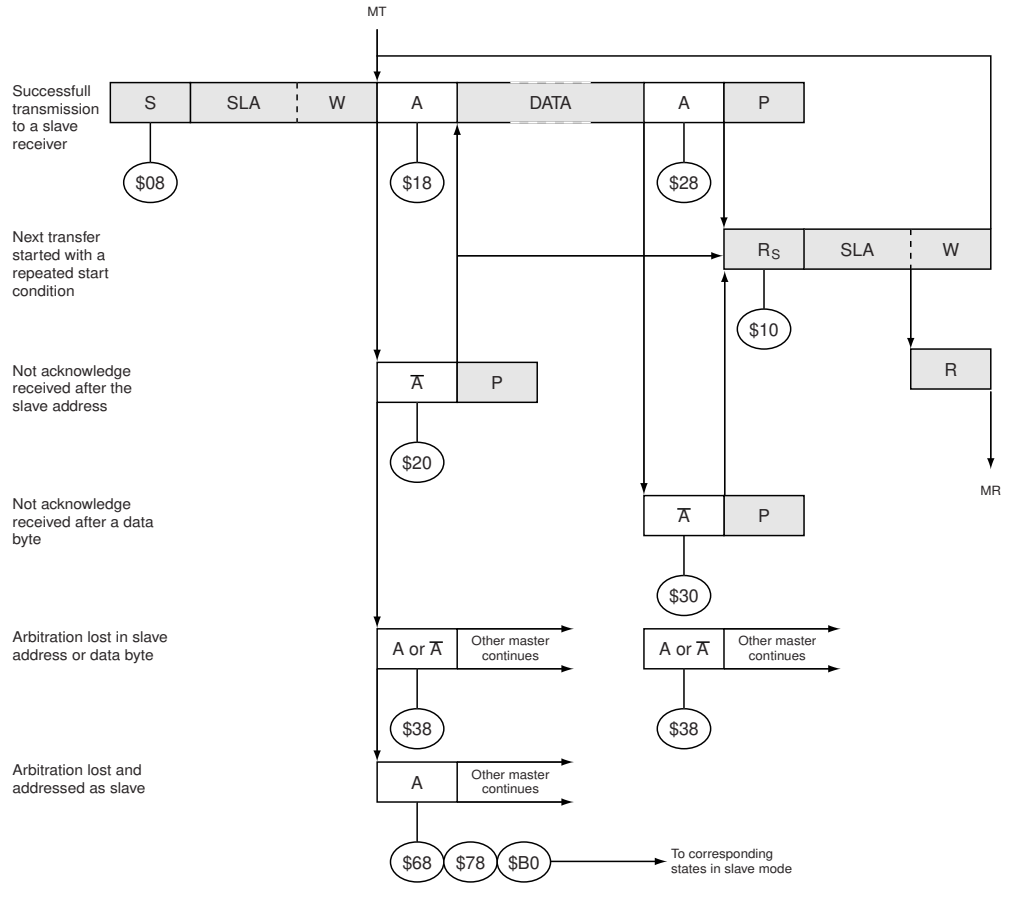 MT
Successfull
transmission
to a slave
receiver
S SLA W A DATA A P
$08 $18 $28
Next transfer
started with a
repeated start
condition
RS SLA W
$10
Not acknowledge
received after the
slave address
A̅ P
R
$20
MR
Not acknowledge
received after a data
byte
A̅ P
$30
Arbitration lost in slave
address or data byte
A or A̅
Other master
continues
A or A̅
Other master
continues
$38 $38
Arbitration lost and
addressed as slave
A
Other master
continues
$68 $78 $B0
To corresponding
states in slave mode